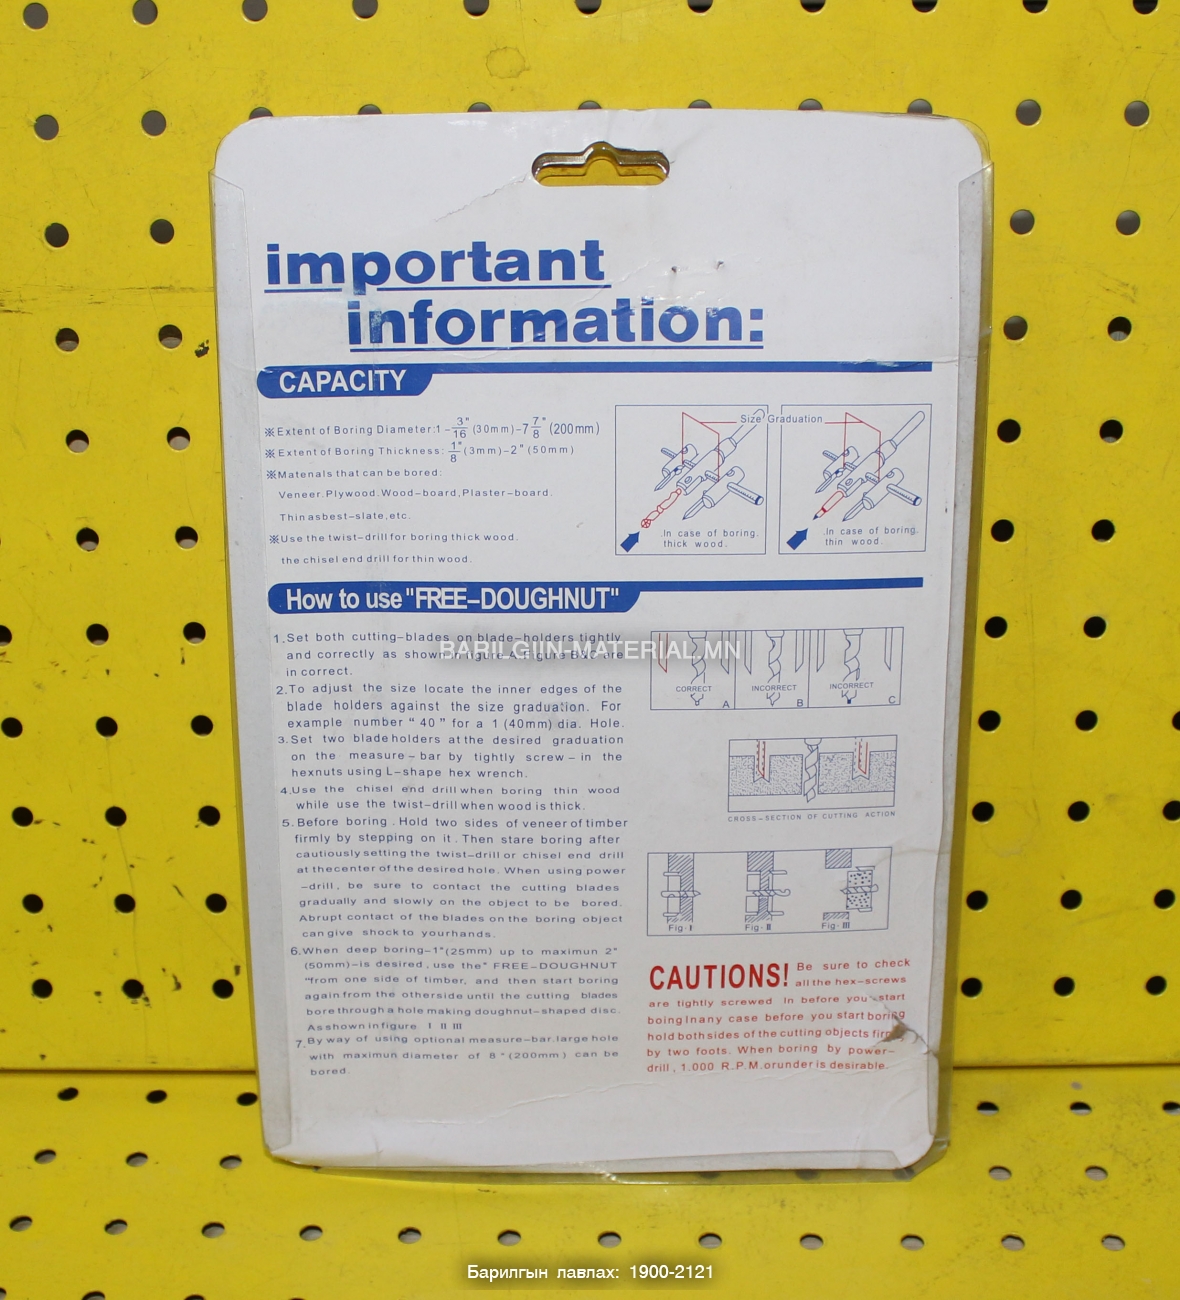 important
information:
CAPACITY
※Extent of Boring Diameter:1-3/16"(30mm)-7 7/8"(200mm)
※Extent of Boring Thickness: 1/8"(3mm)-2"(50mm)
※Matenals that can be bored:
Veneer.Plywood.Wood-board,Plaster-board.
Thin asbest-slate,etc.
※Use the twist-drill for boring thick wood.
the chisel end drill for thin wood.
Size Graduation
.In case of boring.
thick wood.
.In case of boring.
thin wood.
How to use "FREE-DOUGHNUT"
1.Set both cutting-blades on blade-holders tightly
and correctly as shown in figure A.Figure B&C are
in correct.
2.To adjust the size locate the inner edges of the
blade holders against the size graduation. For
example number " 40 " for a 1 (40mm) dia. Hole.
3.Set two bladeholders at the desired graduation
on the measure-bar by tightly screw-in the
hexnuts using L-shape hex wrench.
4.Use the chisel end drill when boring thin wood
while use the twist-drill when wood is thick.
5.Before boring . Hold two sides of veneer of timber
firmly by stepping on it . Then stare boring after
cautiously setting the twist-drill or chisel end drill
at the center of the desired hole. When using power
-drill, be sure to contact the cutting blades
gradually and slowly on the object to be bored.
Abrupt contact of the blades on the boring object
can give shock to yourhands.
6.When deep boring-1"(25mm) up to maximun 2"
(50mm)-is desired, use the" FREE-DOUGHNUT
"from one side of timber, and then start boring
again from the otherside until the cutting blades
bore through a hole making doughnut-shaped disc.
As shown in figure I II III
7.By way of using optional measure-bar.large hole
with maximun diameter of 8"(200mm) can be
bored.
CORRECT A
INCORRECT B
INCORRECT C
CROSS-SECTION OF CUTTING ACTION
Fig·I
Fig·II
Fig·III
CAUTIONS! Be sure to check
all the hex-screws
are tightly screwed In before you start
boing In any case before you start boring
hold both sides of the cutting objects
by two foots. When boring by power-
drill, 1.000 R.P.M.orunder is desirable.
BARILGIIN-MATERIAL.MN
Барилгын лавлах: 1900-2121